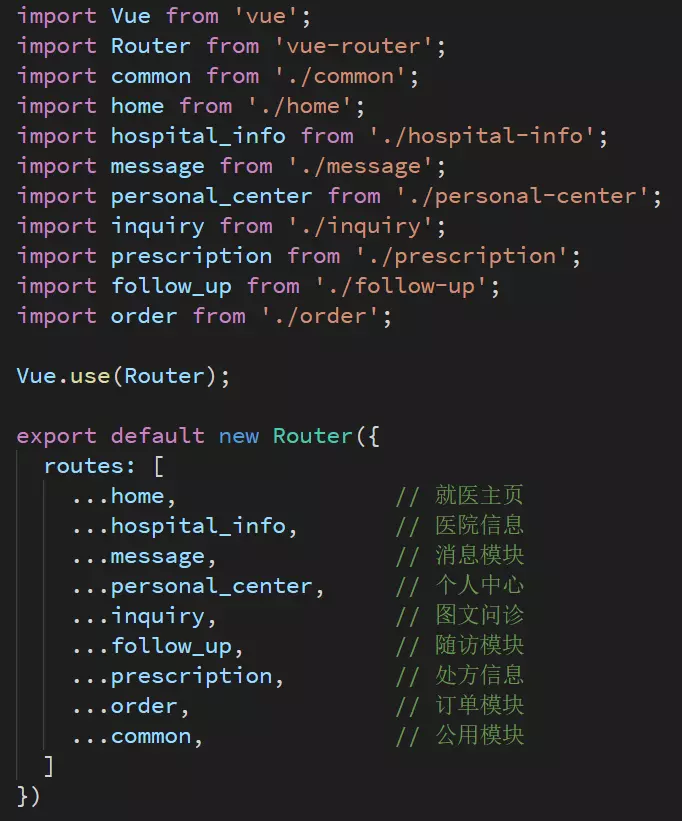 import Vue from 'vue';
import Router from 'vue-router';
import common from './common';
import home from './home';
import hospital_info from './hospital-info';
import message from './message';
import personal_center from './personal-center';
import inquiry from './inquiry';
import prescription from './prescription';
import follow_up from './follow-up';
import order from './order';

Vue.use(Router);

export default new Router({
  routes: [
    ...home,                // 就医主页
    ...hospital_info,       // 医院信息
    ...message,             // 消息模块
    ...personal_center,     // 个人中心
    ...inquiry,             // 图文问诊
    ...follow_up,           // 随访模块
    ...prescription,        // 处方信息
    ...order,               // 订单模块
    ...common,              // 公用模块
  ]
})